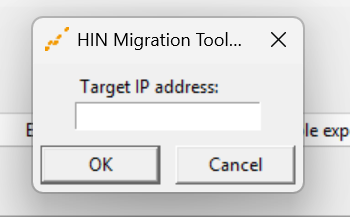 HIN Migration Tool...
Target IP address:
OK
Cancel